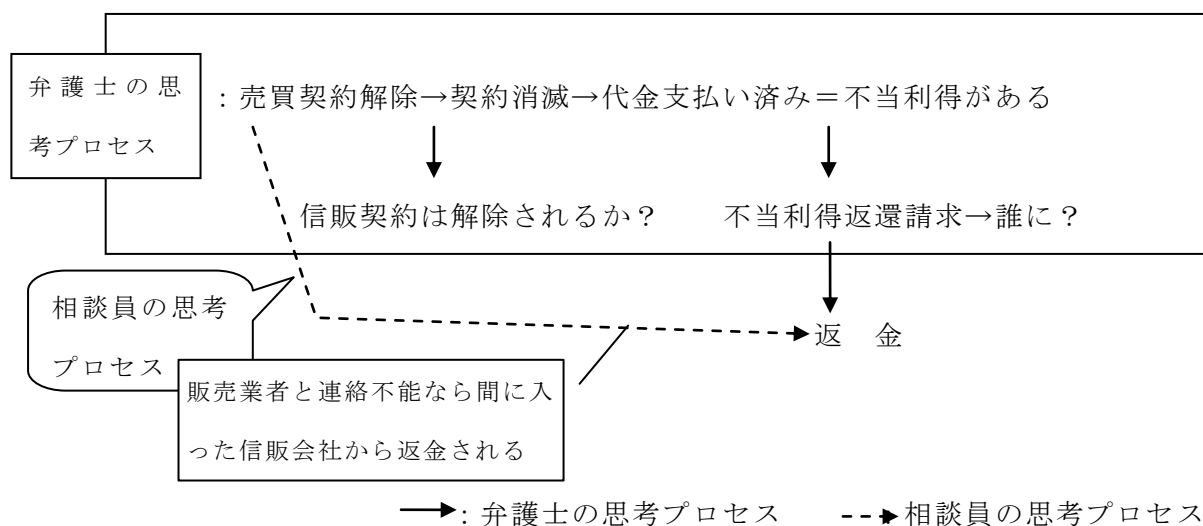 弁護士の思
考プロセス
：売買契約解除→契約消滅→代金支払い済み＝不当利得がある
信販契約は解除されるか？
不当利得返還請求→誰に？
相談員の思考
プロセス
返　金
販売業者と連絡不能なら間に入
った信販会社から返金される
：弁護士の思考プロセス
相談員の思考プロセス